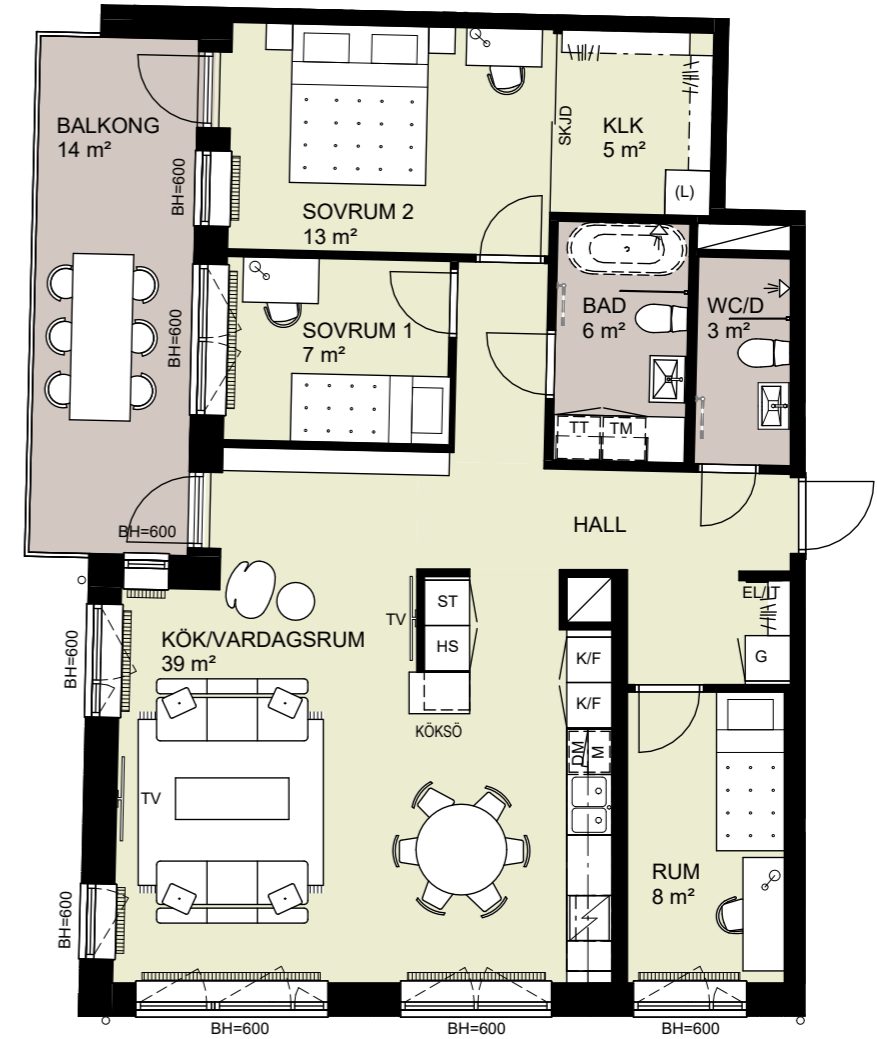 BALKONG
14 m²
BH=600
SOVRUM 2
13 m²
SKJD
KLK
5 m²
(L)
BH=600
SOVRUM 1
7 m²
BAD
6 m²
WC/D
3 m²
TT
TM
BH=600
HALL
EL/IT
G
ST
HS
TV
KÖK/VARDAGSRUM
39 m²
BH=600
K/F
K/F
KÖKSÖ
DM
M
TV
RUM
8 m²
BH=600
BH=600
BH=600
BH=600